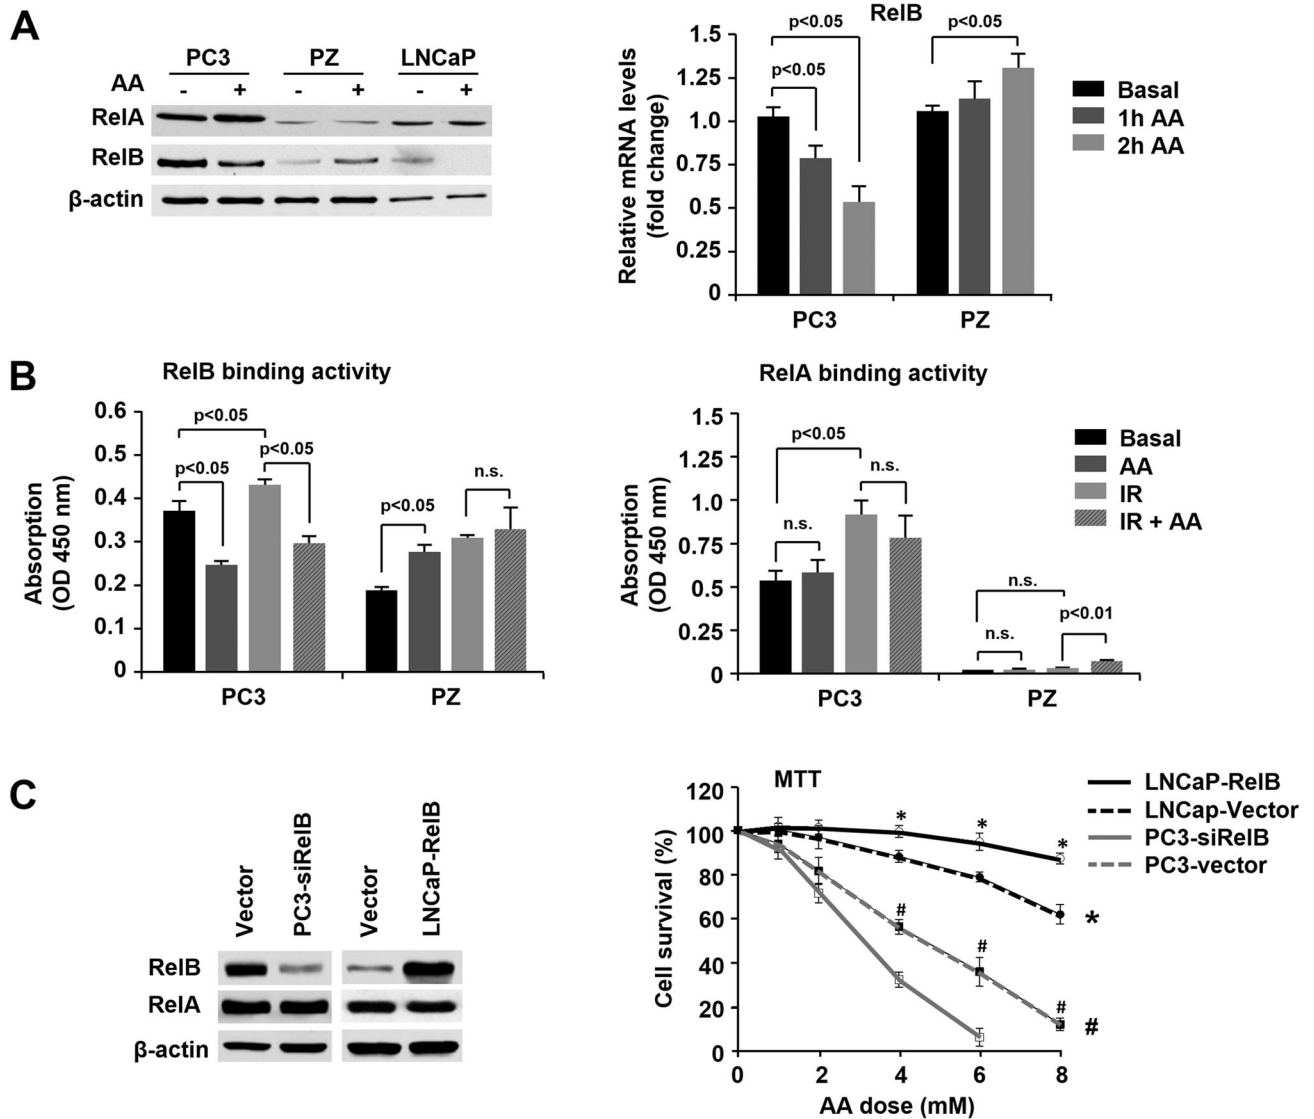 A
PC3 PZ LNCaP
AA - + - + - +
RelA
RelB
β-actin
RelB
Relative mRNA levels
(fold change)
1.5
1.25
1.0
0.75
0.5
0.25
0
p<0.05
p<0.05
p<0.05
PC3 PZ
Basal
1h AA
2h AA
B
RelB binding activity
Absorption
(OD 450 nm)
0.6
0.5
0.4
0.3
0.2
0.1
0
p<0.05
p<0.05
p<0.05
p<0.05
n.s.
PC3 PZ
RelA binding activity
Absorption
(OD 450 nm)
1.5
1.25
1.0
0.75
0.5
0.25
0
p<0.05
n.s.
n.s.
n.s.
n.s.
p<0.01
PC3 PZ
Basal
AA
IR
IR + AA
C
Vector PC3-siRelB Vector LNCaP-RelB
RelB
RelA
β-actin
MTT
Cell survival (%)
120
100
80
60
40
20
0
* * *
*
# # #
#
0 2 4 6 8
AA dose (mM)
LNCaP-RelB
LNCap-Vector
PC3-siRelB
PC3-vector